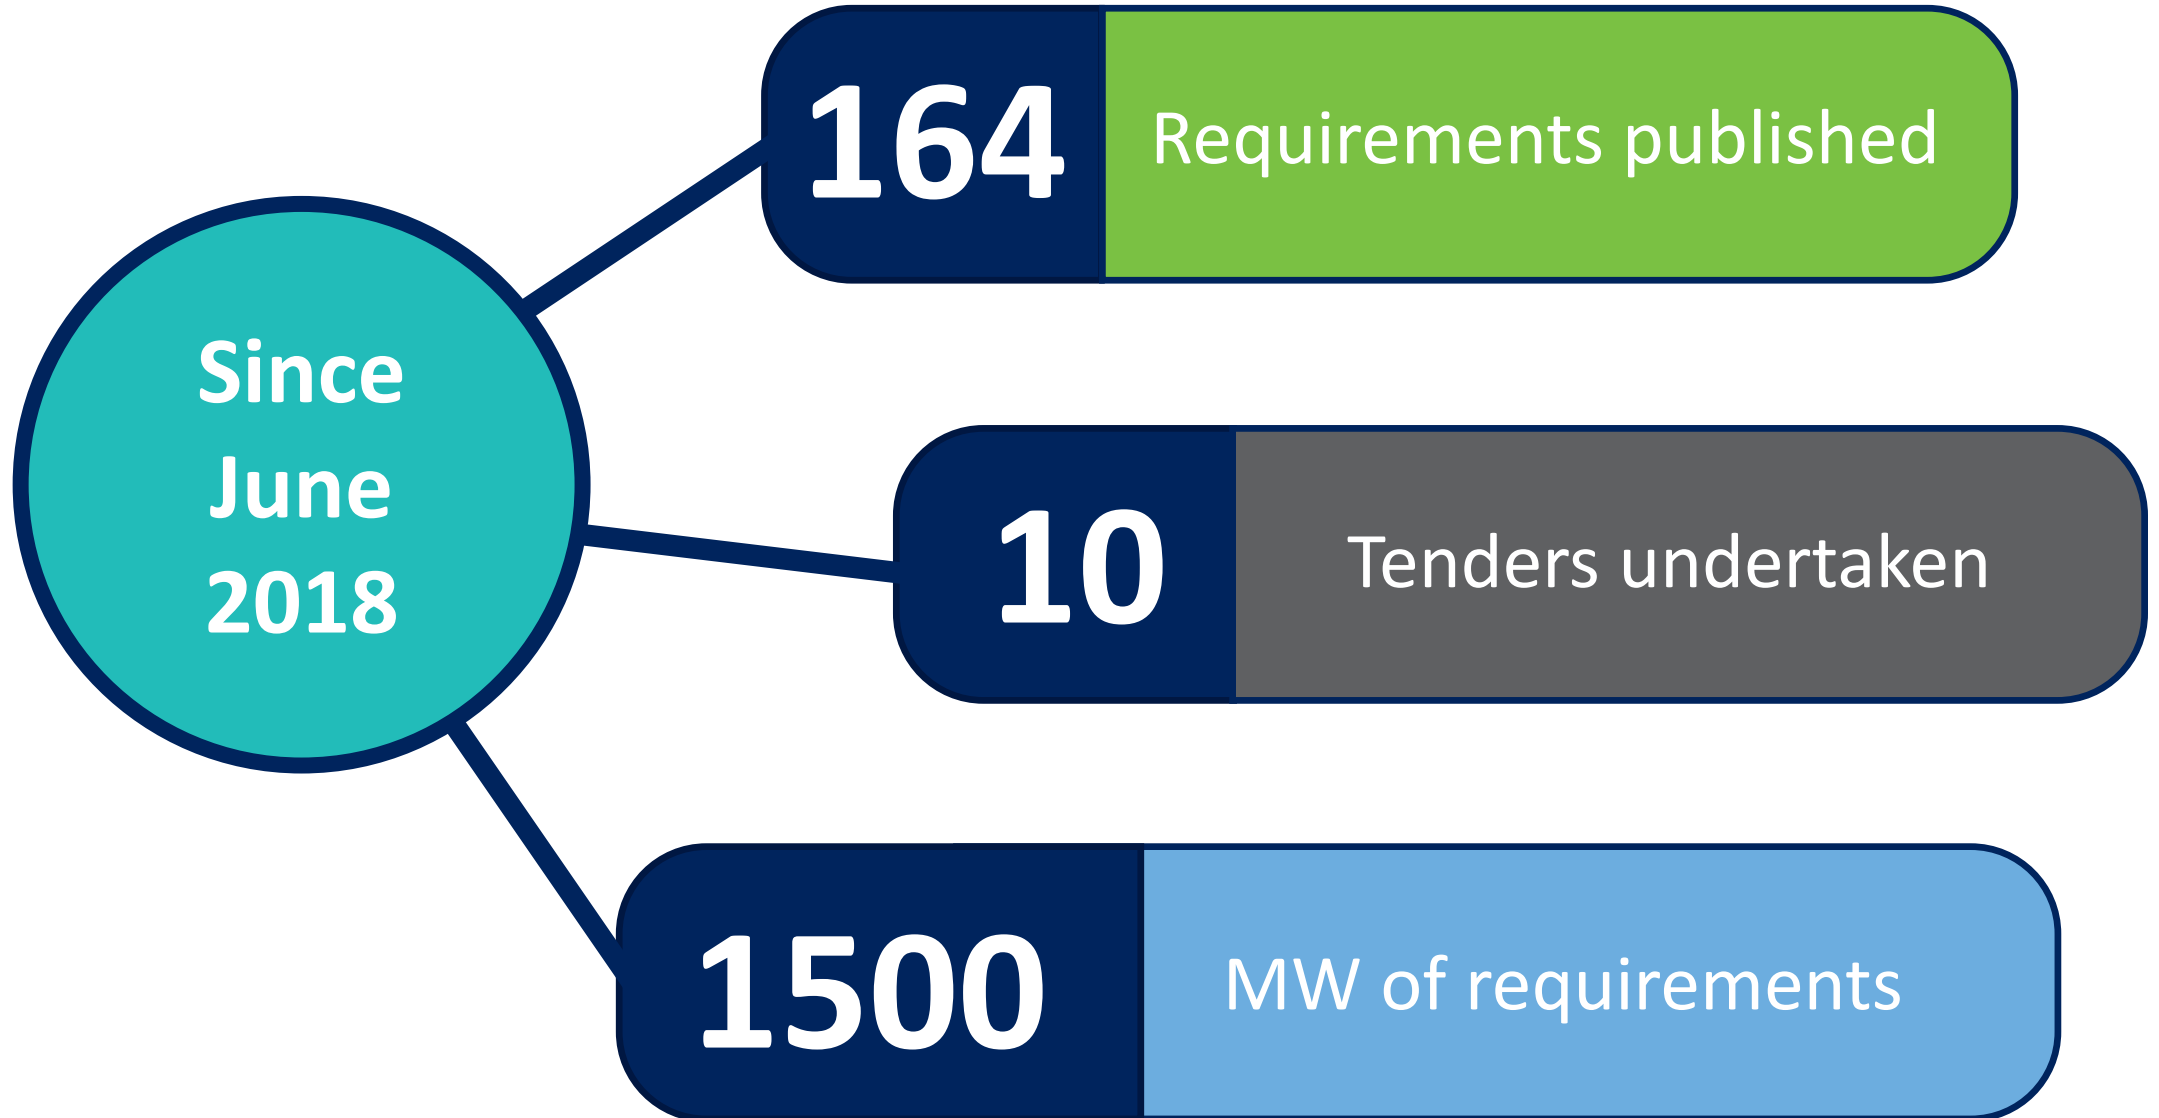 Since
June
2018
164
Requirements published
10
Tenders undertaken
1500
MW of requirements